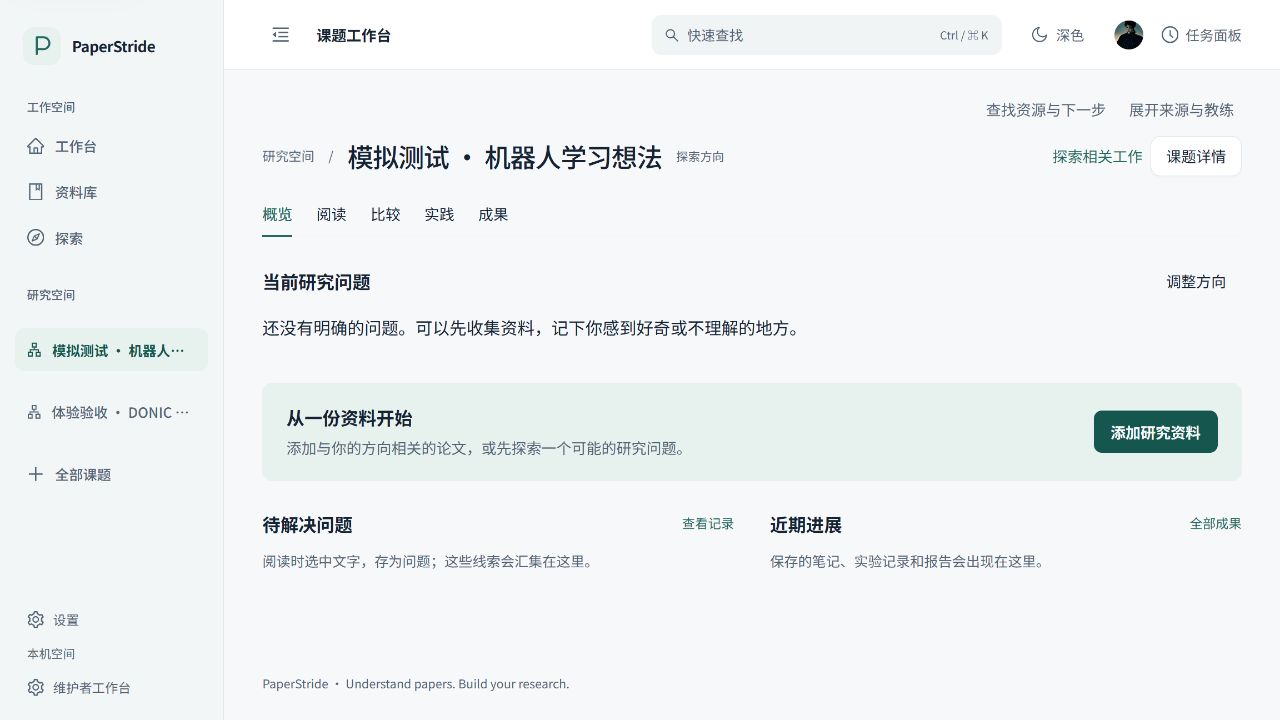 PaperStride
工作空间
工作台
资料库
探索
研究空间
模拟测试 · 机器人…
体验验收 · DONIC …
全部课题
设置
本机空间
维护者工作台
课题工作台
快速查找
Ctrl / ⌘ K
深色
任务面板
查找资源与下一步
展开来源与教练
研究空间 / 模拟测试 · 机器人学习想法 探索方向
探索相关工作
课题详情
概览
阅读
比较
实践
成果
当前研究问题
调整方向
还没有明确的问题。可以先收集资料，记下你感到好奇或不理解的地方。
从一份资料开始
添加与你的方向相关的论文，或先探索一个可能的研究问题。
添加研究资料
待解决问题
查看记录
阅读时选中文字，存为问题；这些线索会汇集在这里。
近期进展
全部成果
保存的笔记、实验记录和报告会出现在这里。
PaperStride · Understand papers. Build your research.